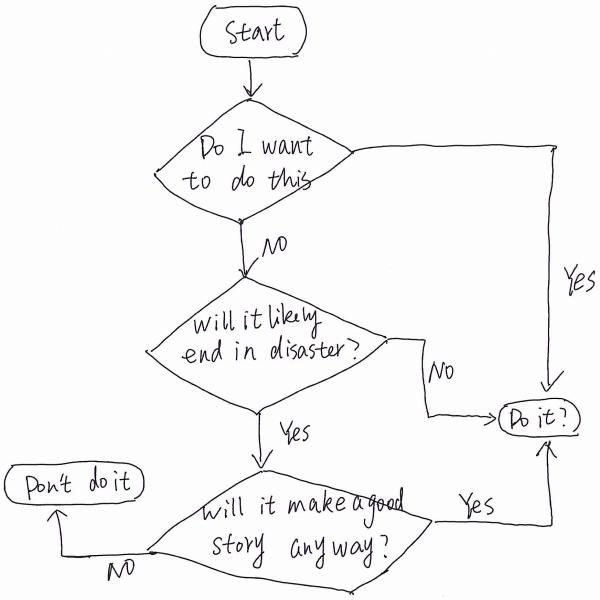 Start
Do I want
to do this
NO
Yes
Will it likely
end in disaster?
NO
Do it?
Yes
Don't do it
Will it make a good
story anyway?
Yes
NO